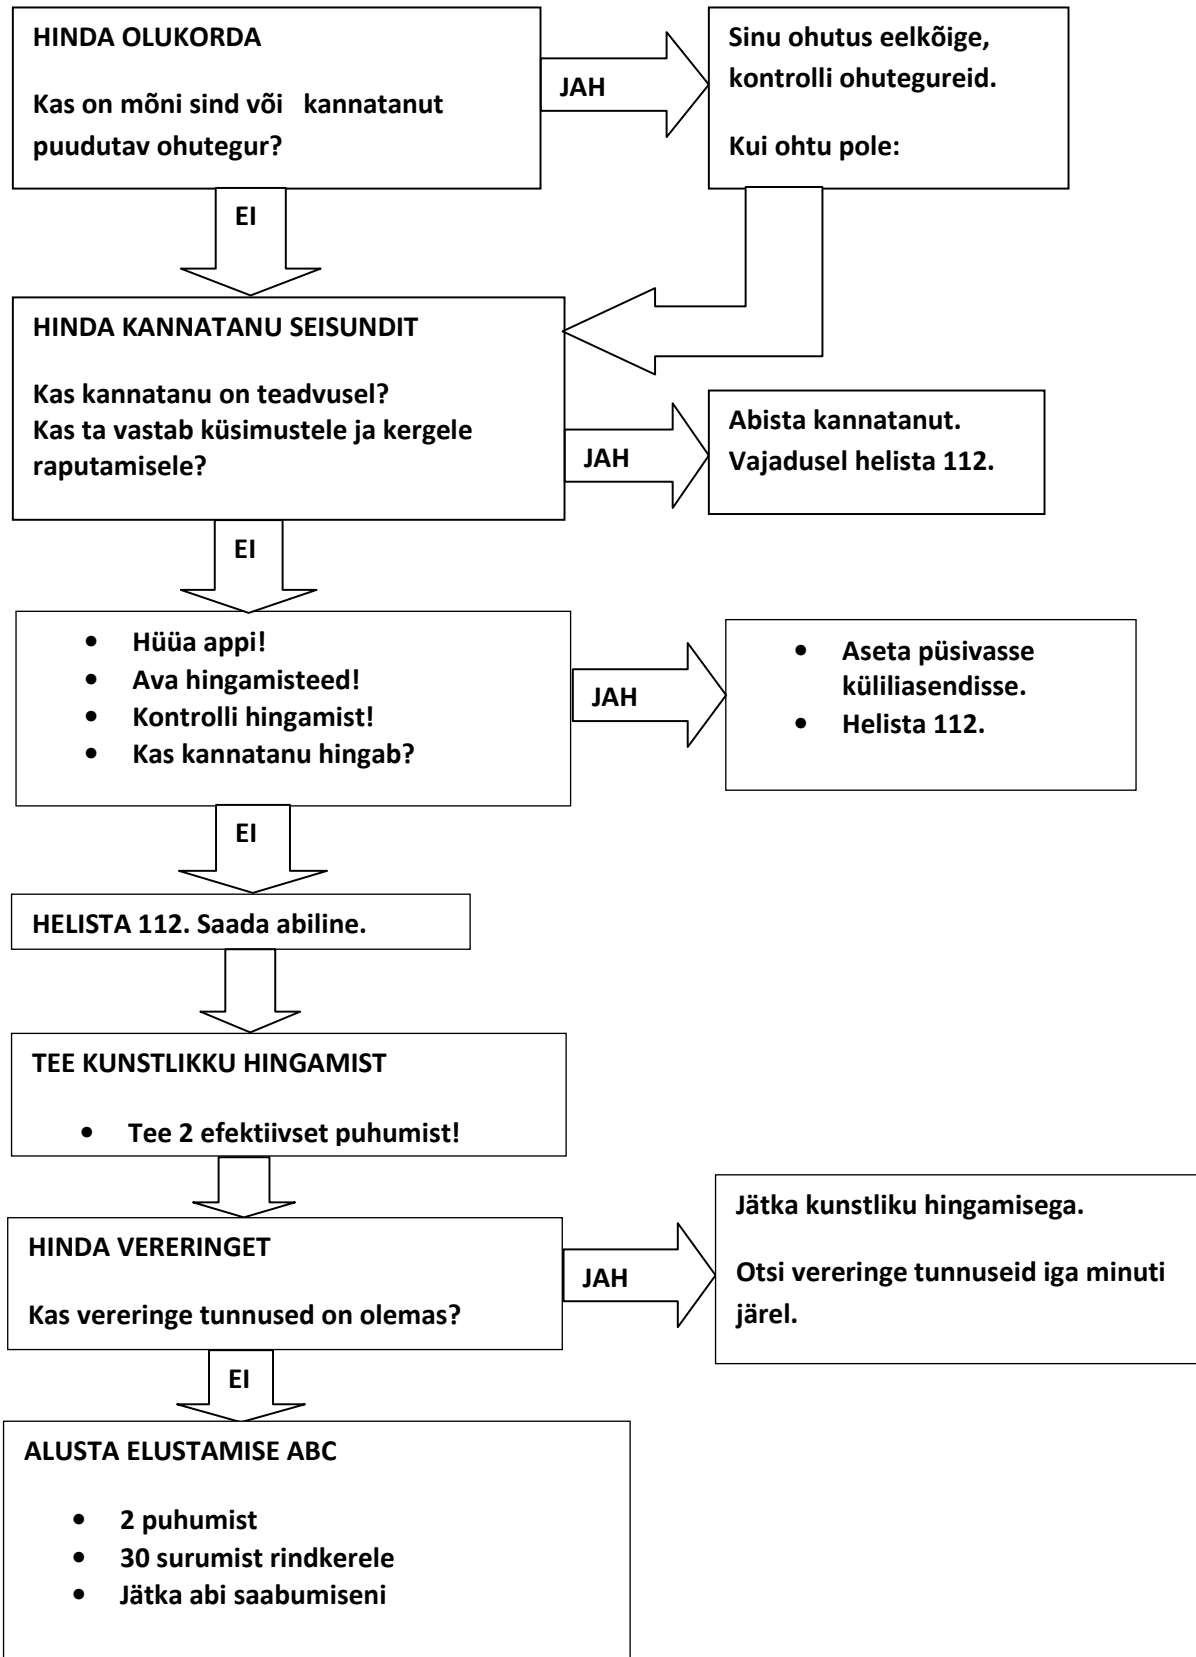 HINDA OLUKORDA
Kas on mõni sind või kannatanut
puudutav ohutegur?
JAH
Sinu ohutus eelkõige,
kontrolli ohutegureid.
Kui ohtu pole:
EI
HINDA KANNATANU SEISUNDIT
Kas kannatanu on teadvusel?
Kas ta vastab küsimustele ja kergele
raputamisele?
JAH
Abista kannatanut.
Vajadusel helista 112.
EI
• Hüüa appi!
• Ava hingamisteed!
• Kontrolli hingamist!
• Kas kannatanu hingab?
JAH
• Aseta püsivasse
küliliasendisse.
• Helista 112.
EI
HELISTA 112. Saada abiline.
TEE KUNSTLIKKU HINGAMIST
• Tee 2 efektiivset puhumist!
HINDA VERERINGET
Kas vereringe tunnused on olemas?
JAH
Jätka kunstliku hingamisega.
Otsi vereringe tunnuseid iga minuti
järel.
EI
ALUSTA ELUSTAMISE ABC
• 2 puhumist
• 30 surumist rindkerele
• Jätka abi saabumiseni